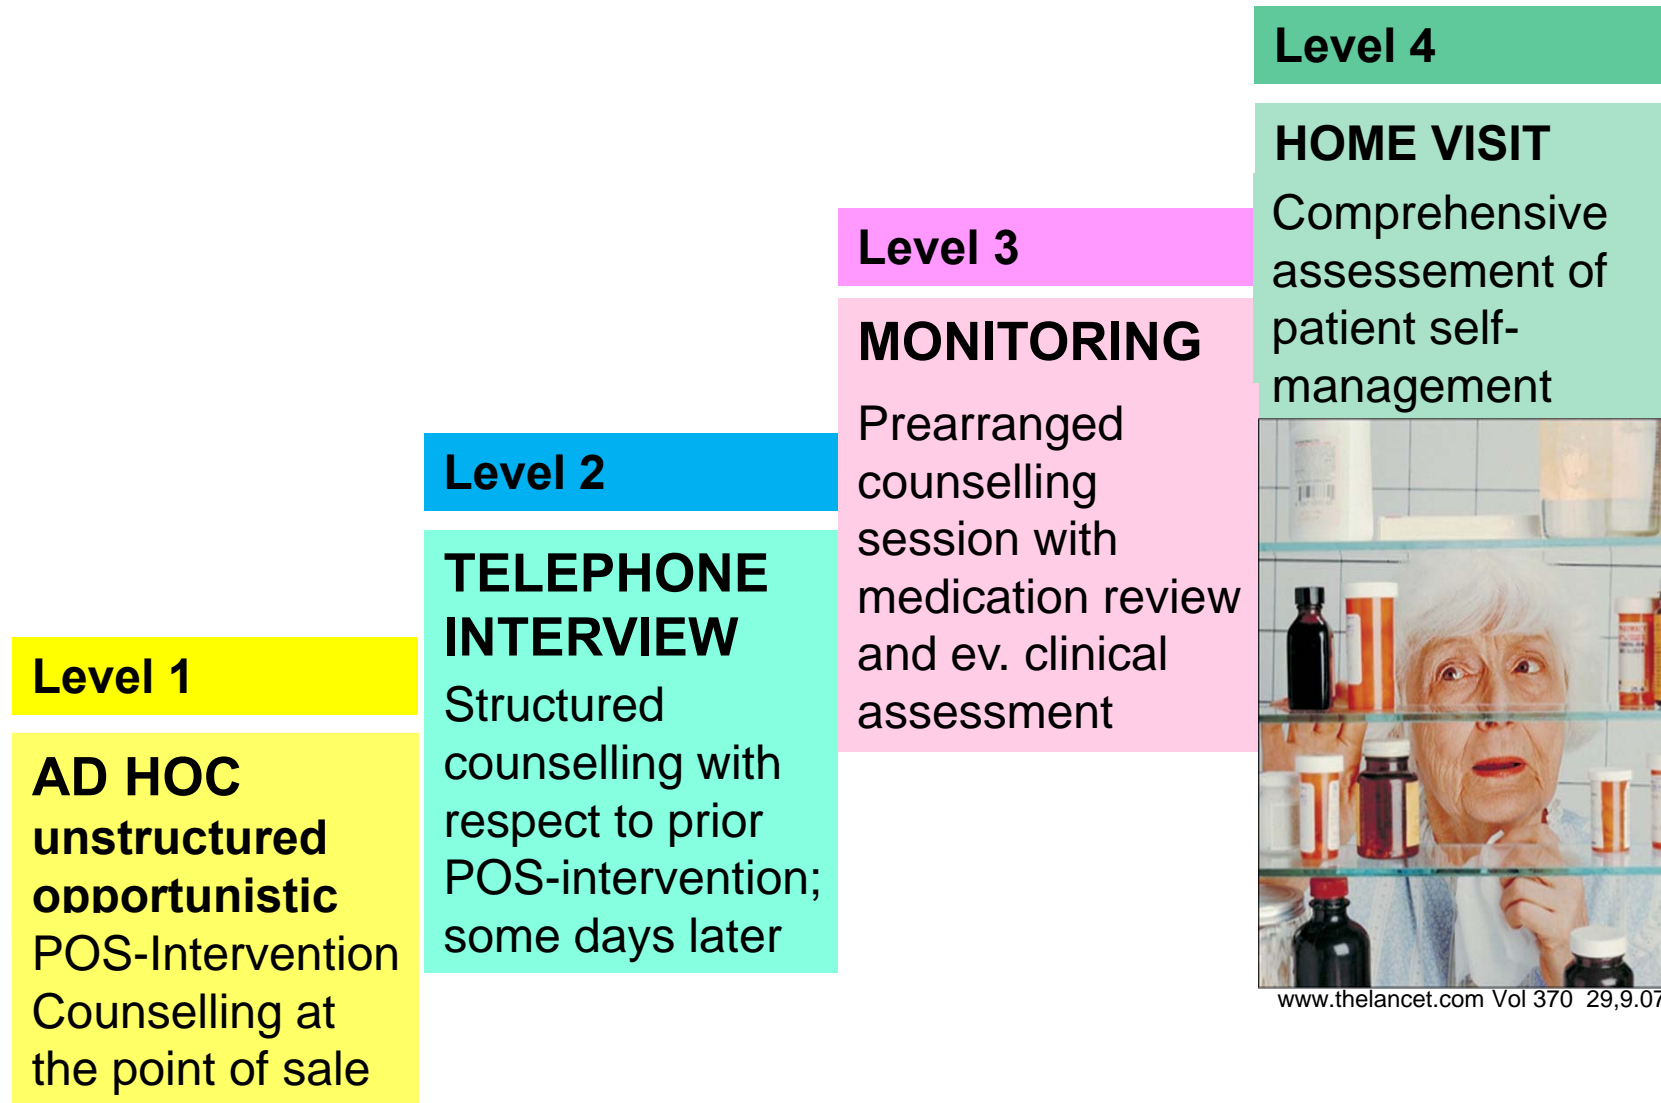 Level 1
AD HOC
unstructured
opportunistic
POS-Intervention
Counselling at
the point of sale
Level 2
TELEPHONE
INTERVIEW
Structured
counselling with
respect to prior
POS-intervention;
some days later
Level 3
MONITORING
Prearranged
counselling
session with
medication review
and ev. clinical
assessment
Level 4
HOME VISIT
Comprehensive
assessement of
patient self-
management
www.thelancet.com Vol 370 29,9.07